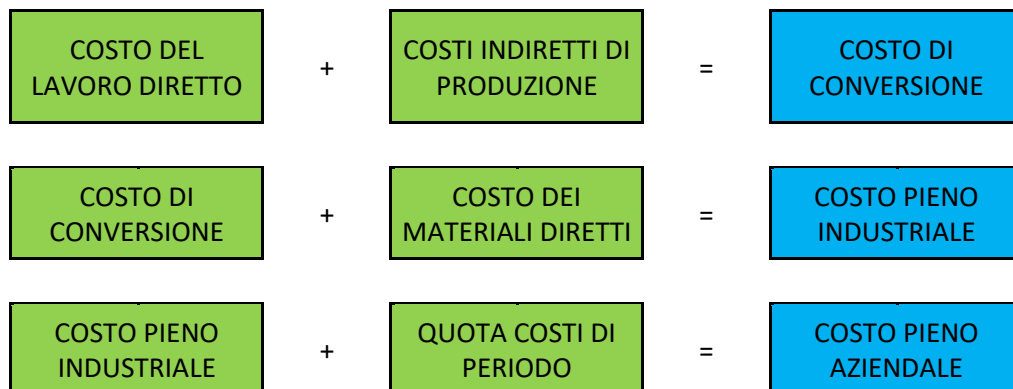 COSTO DEL
LAVORO DIRETTO
+
COSTI INDIRETTI DI
PRODUZIONE
=
COSTO DI
CONVERSIONE
COSTO DI
CONVERSIONE
+
COSTO DEI
MATERIALI DIRETTI
=
COSTO PIENO
INDUSTRIALE
COSTO PIENO
INDUSTRIALE
+
QUOTA COSTI DI
PERIODO
=
COSTO PIENO
AZIENDALE